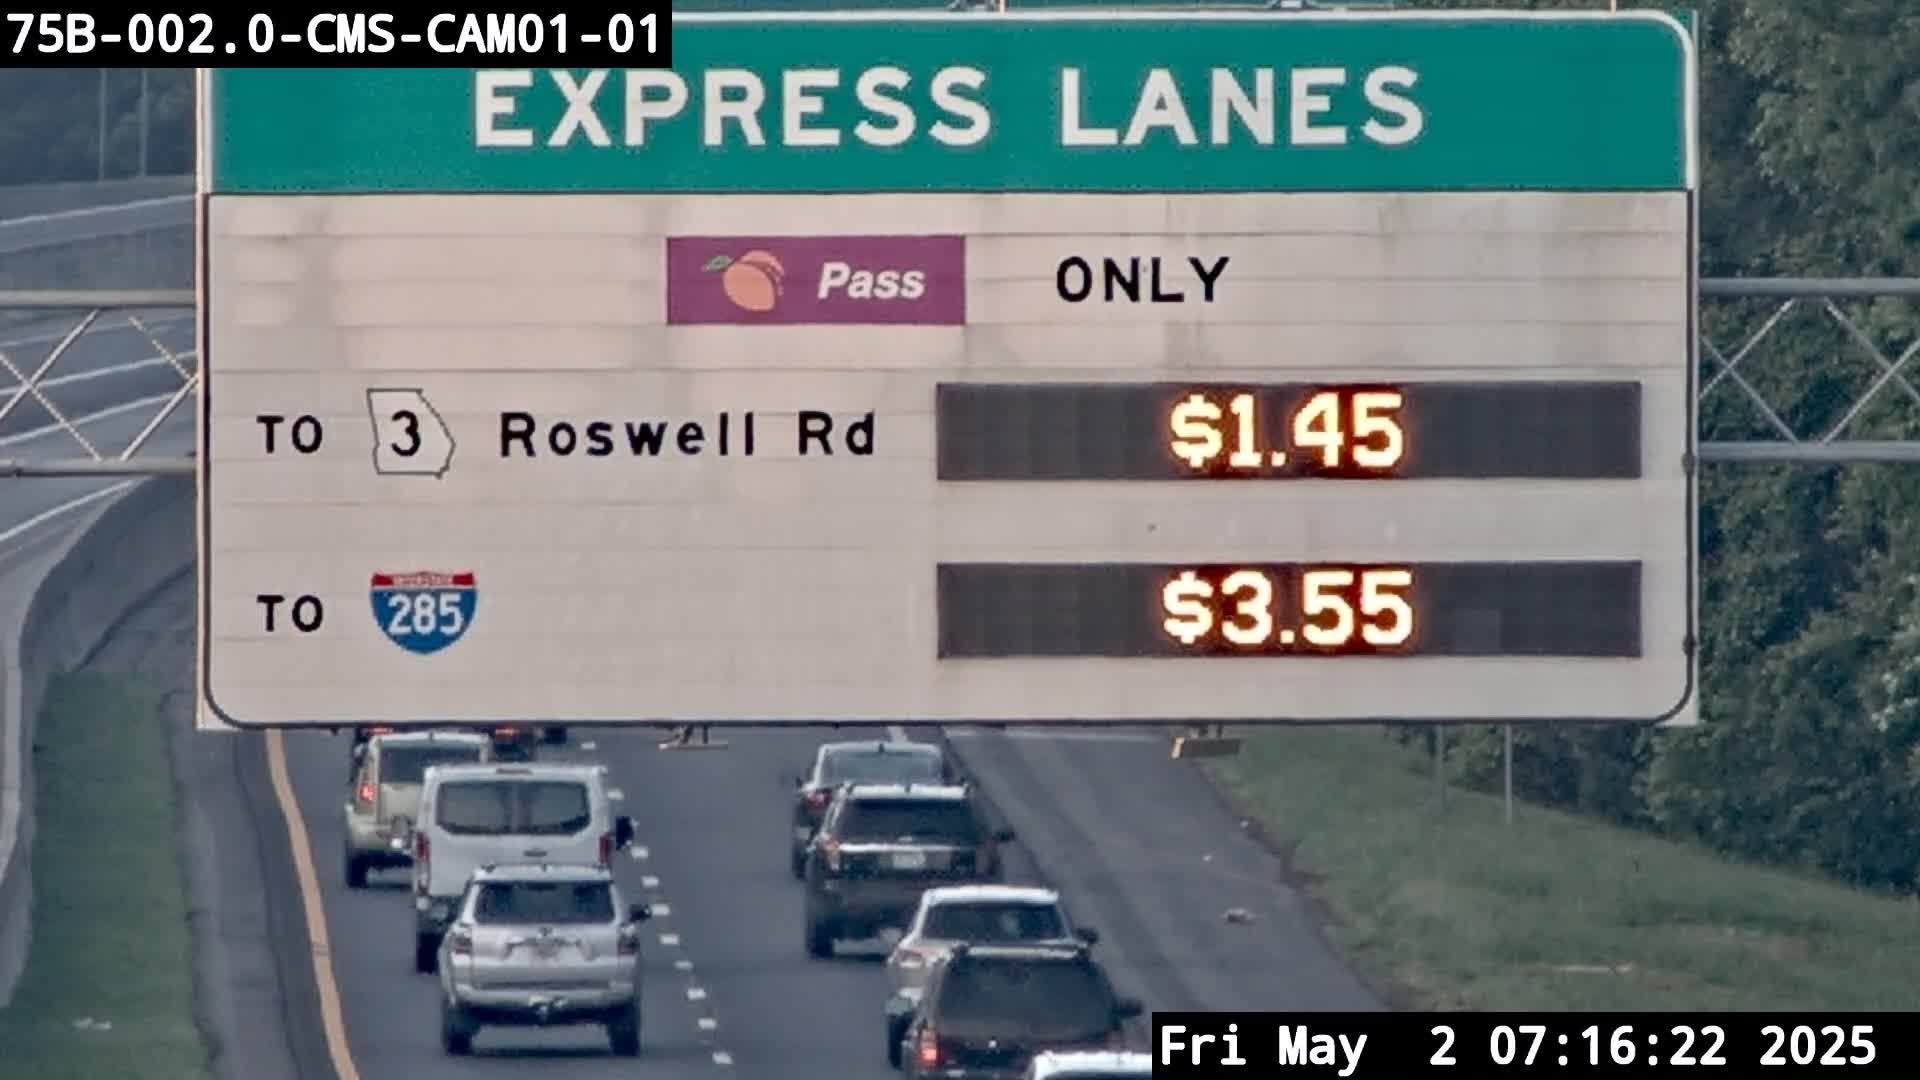 75B-002.0-CMS-CAM01-01
EXPRESS LANES
Pass ONLY
TO 3 Roswell Rd $1.45
INTERSTATE
TO 285 $3.55
Fri May 2 07:16:22 2025